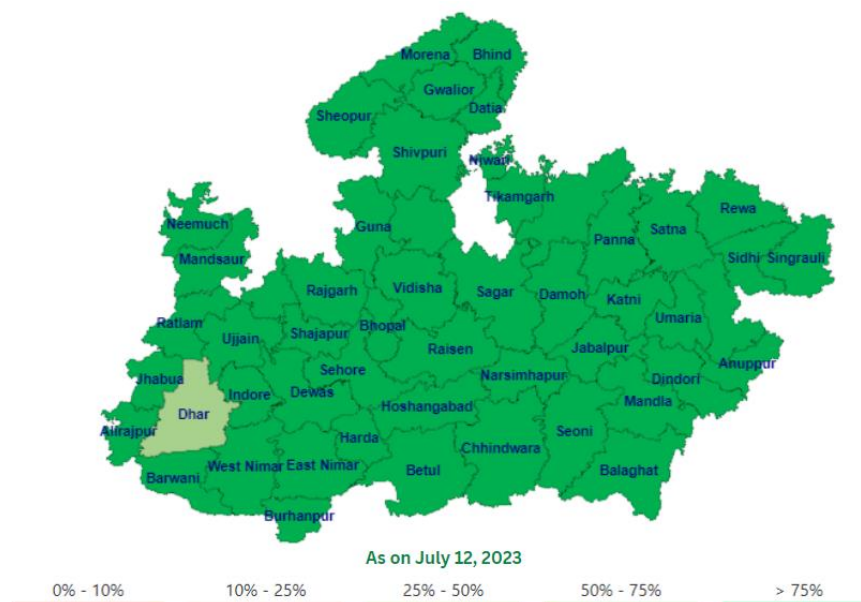 Morena
Bhind
Gwalior
Datia
Sheopur
Shivpuri
Niwari
Tikamgarh
Rewa
Neemuch
Guna
Panna
Satna
Mandsaur
Sidhi
Singrauli
Rajgarh
Vidisha
Sagar
Damoh
Katni
Ratlam
Ujjain
Shajapur
Bhopal
Umaria
Raisen
Jabalpur
Jhabua
Indore
Dewas
Sehore
Narsimhapur
Dindori
Anuppur
Dhar
Hoshangabad
Mandla
Alirajpur
Harda
Chhindwara
Seoni
Barwani
West Nimar
East Nimar
Betul
Balaghat
Burhanpur
As on July 12, 2023
0% - 10%
10% - 25%
25% - 50%
50% - 75%
> 75%